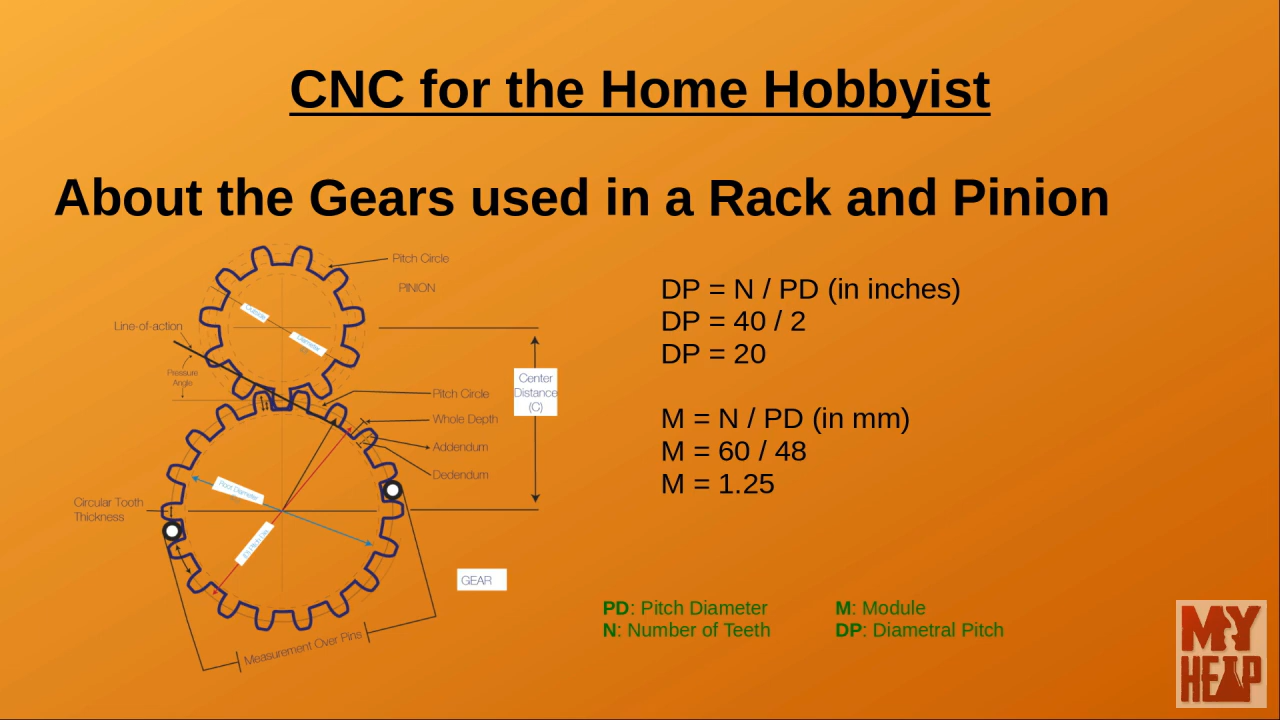 CNC for the Home Hobbyist
About the Gears used in a Rack and Pinion
Pitch Circle
PINION
Outside
Diameter
Line-of-action
Pressure
Angle
Center
Distance
(C)
Pitch Circle
Whole Depth
Addendum
Dedendum
Root Diameter
Circular Tooth
Thickness
GEAR
Measurement Over Pins
DP = N / PD (in inches)
DP = 40 / 2
DP = 20
M = N / PD (in mm)
M = 60 / 48
M = 1.25
PD: Pitch Diameter
N: Number of Teeth
M: Module
DP: Diametral Pitch
MY
HEAP